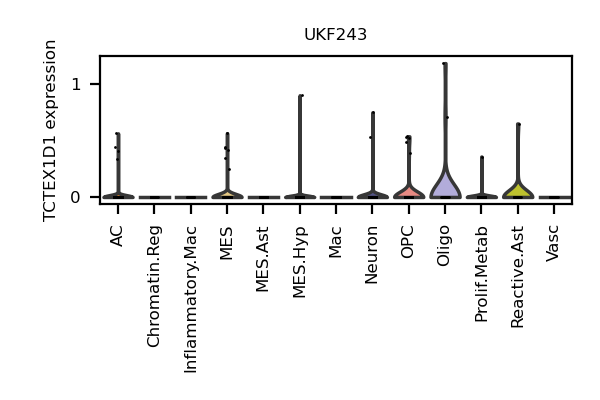 UKF243
TCTEX1D1 expression
1
0
AC
Chromatin.Reg
Inflammatory.Mac
MES
MES.Ast
MES.Hyp
Mac
Neuron
OPC
Oligo
Prolif.Metab
Reactive.Ast
Vasc